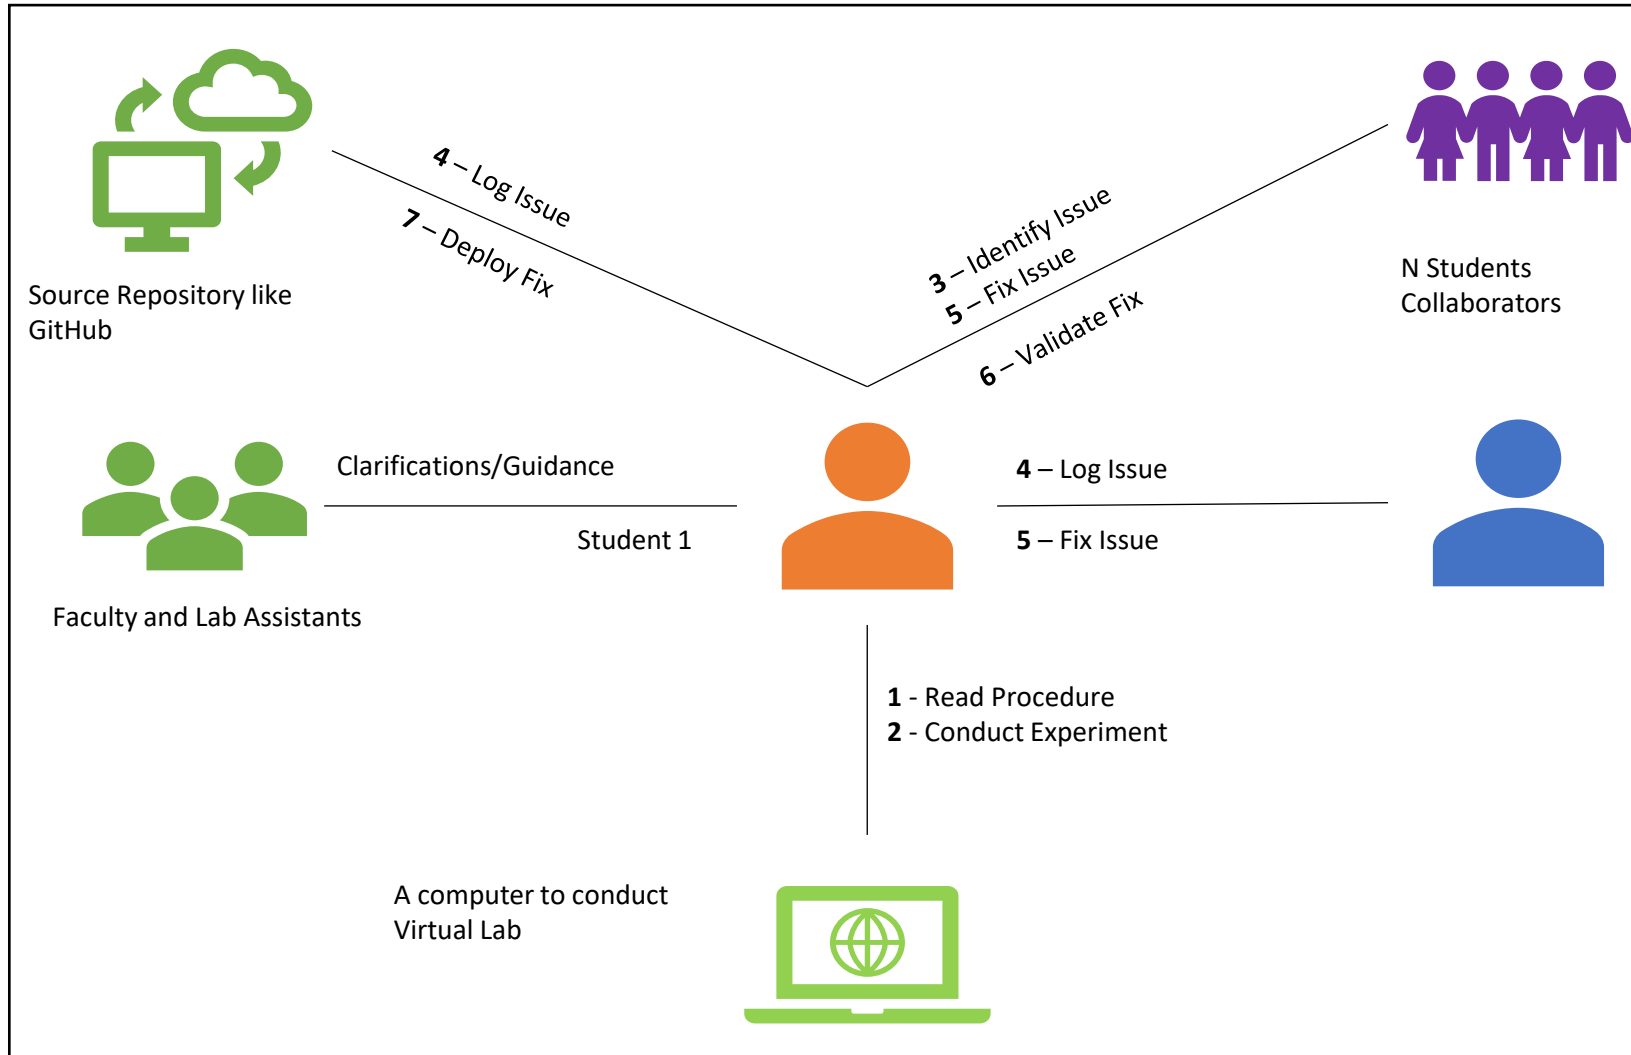 4 – Log Issue
7 – Deploy Fix
Source Repository like
GitHub
3 – Identify Issue
5 – Fix Issue
6 – Validate Fix
N Students
Collaborators
Clarifications/Guidance
Student 1
Faculty and Lab Assistants
4 – Log Issue
5 – Fix Issue
1 - Read Procedure
2 - Conduct Experiment
A computer to conduct
Virtual Lab